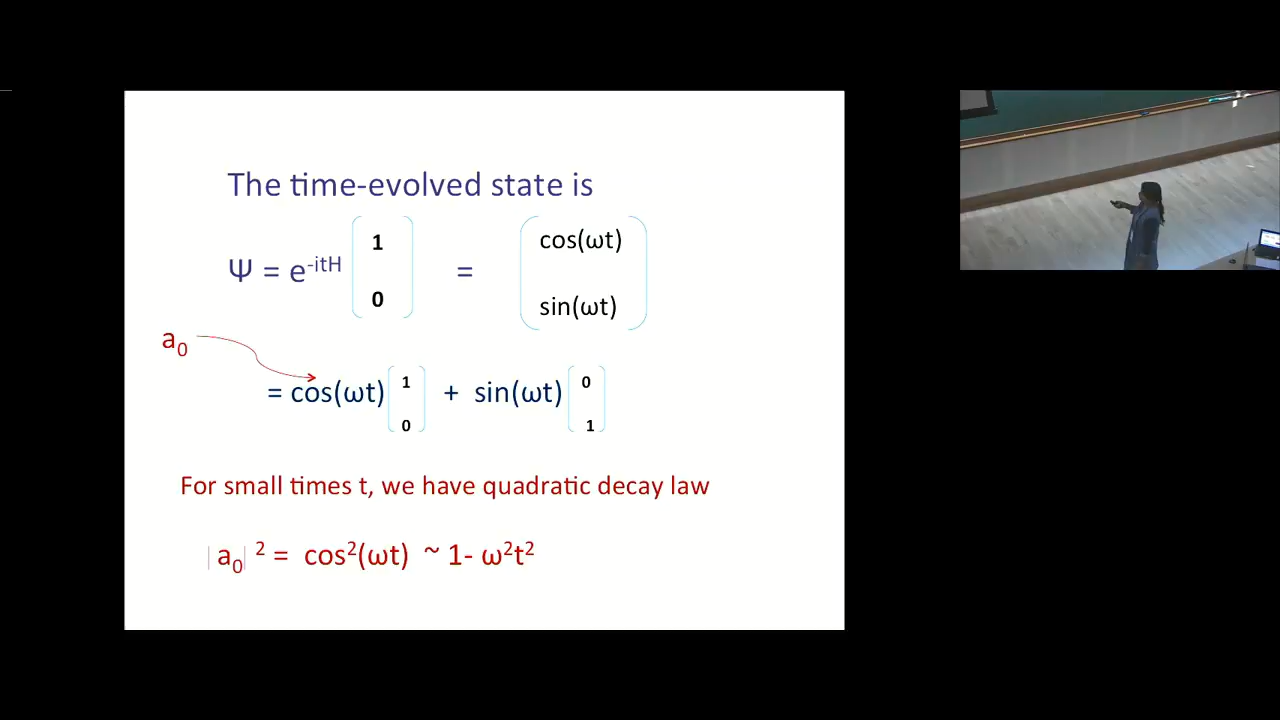 The time-evolved state is
1
Ψ = e^-itH = cos(ωt)
0 sin(ωt)
a₀
= cos(ωt) 1 + sin(ωt) 0
0 1
For small times t, we have quadratic decay law
|a₀|² = cos²(ωt) ~ 1- ω²t²